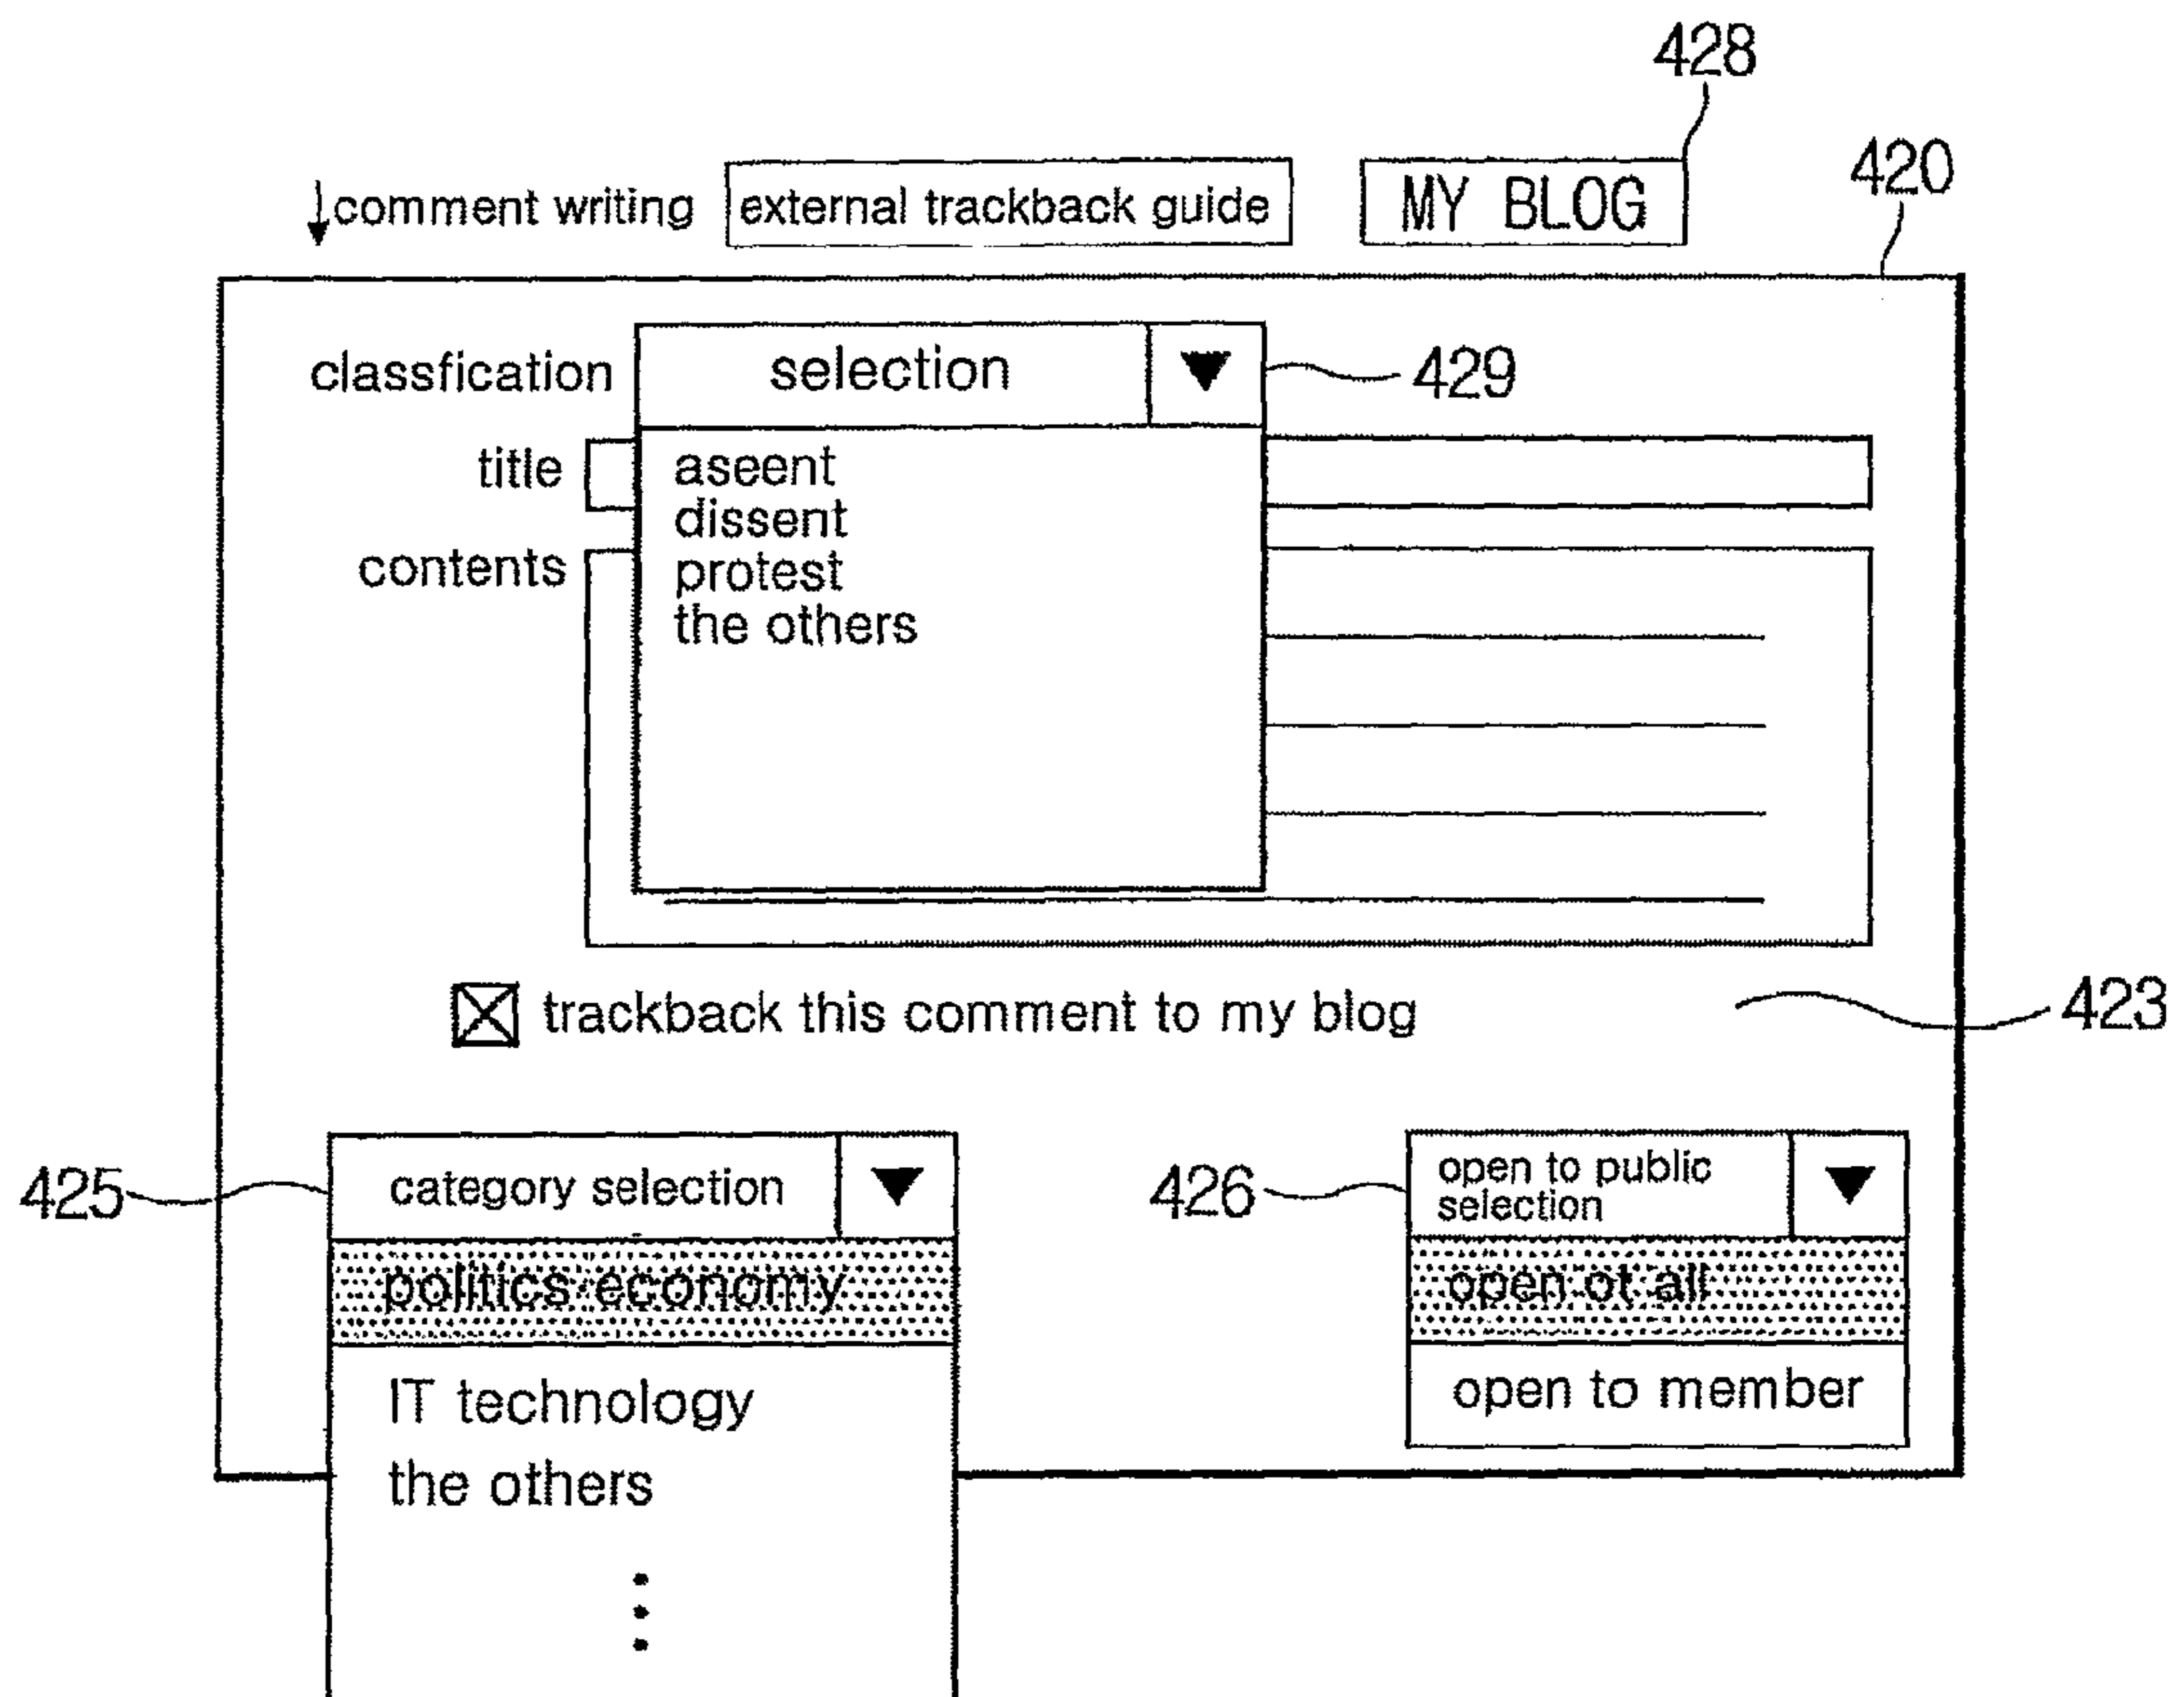 428
420
comment writing external trackback guide MY BLOG
classfication selection 429
title
aseent
dissent
contents
protest
the others
trackback this comment to my blog
423
425 category selection
426 open to public
selection
politics·economy
open ot all
IT technology
open to member
the others